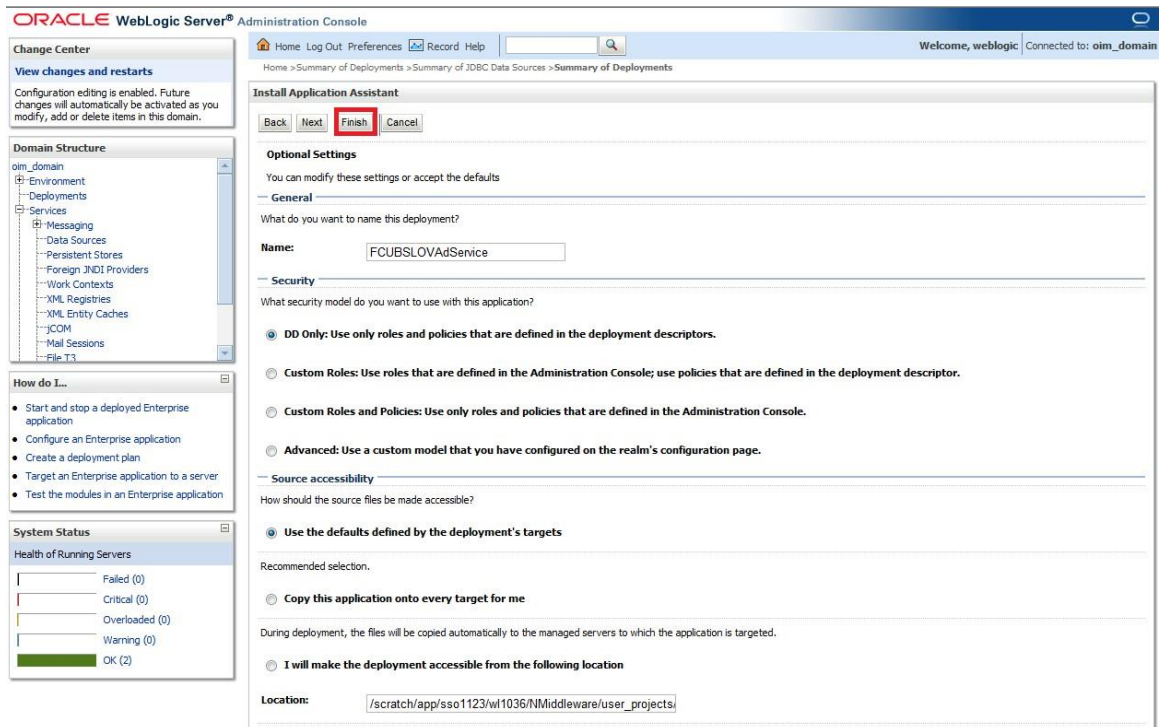 ORACLE WebLogic Server® Administration Console
Change Center
View changes and restarts
Configuration editing is enabled. Future
changes will automatically be activated as you
modify, add or delete items in this domain.
Domain Structure
oim_domain
Environment
Deployments
Services
Messaging
Data Sources
Persistent Stores
Foreign JNDI Providers
Work Contexts
XML Registries
XML Entity Caches
jCOM
Mail Sessions
File T3
How do I...
Start and stop a deployed Enterprise
application
Configure an Enterprise application
Create a deployment plan
Target an Enterprise application to a server
Test the modules in an Enterprise application
System Status
Health of Running Servers
Failed (0)
Critical (0)
Overloaded (0)
Warning (0)
OK (2)
Home Log Out Preferences Record Help
Welcome, weblogic Connected to: oim_domain
Home >Summary of Deployments >Summary of JDBC Data Sources >Summary of Deployments
Install Application Assistant
Back Next Finish Cancel
Optional Settings
You can modify these settings or accept the defaults
General
What do you want to name this deployment?
Name: FCUBSLOVAdService
Security
What security model do you want to use with this application?
DD Only: Use only roles and policies that are defined in the deployment descriptors.
Custom Roles: Use roles that are defined in the Administration Console; use policies that are defined in the deployment descriptor.
Custom Roles and Policies: Use only roles and policies that are defined in the Administration Console.
Advanced: Use a custom model that you have configured on the realm's configuration page.
Source accessibility
How should the source files be made accessible?
Use the defaults defined by the deployment's targets
Recommended selection.
Copy this application onto every target for me
During deployment, the files will be copied automatically to the managed servers to which the application is targeted.
I will make the deployment accessible from the following location
Location: /scratch/app/sso1123/wl1036/NMiddleware/user_projects/